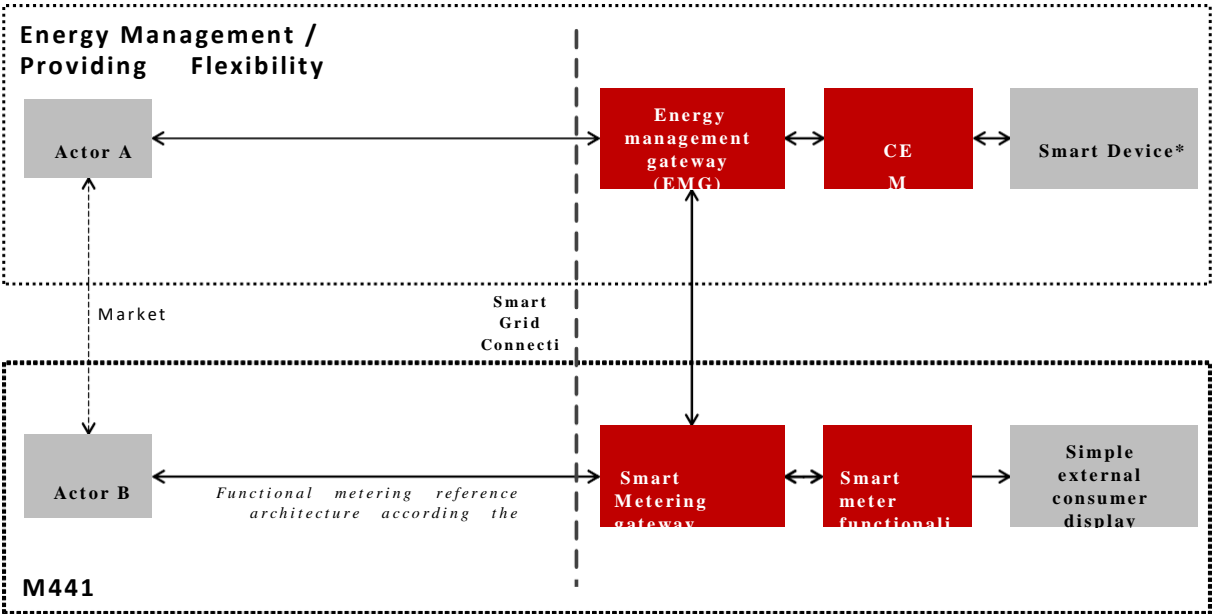 Energy Management /
Providing Flexibility
Actor A
Energy
management
gateway
(EMG)
CE
M
Smart Device*
Market
Smart
Grid
Connecti
Actor B
Functional metering reference
architecture according the
Smart
Metering
gateway
Smart
meter
functionali
Simple
external
consumer
display
M441